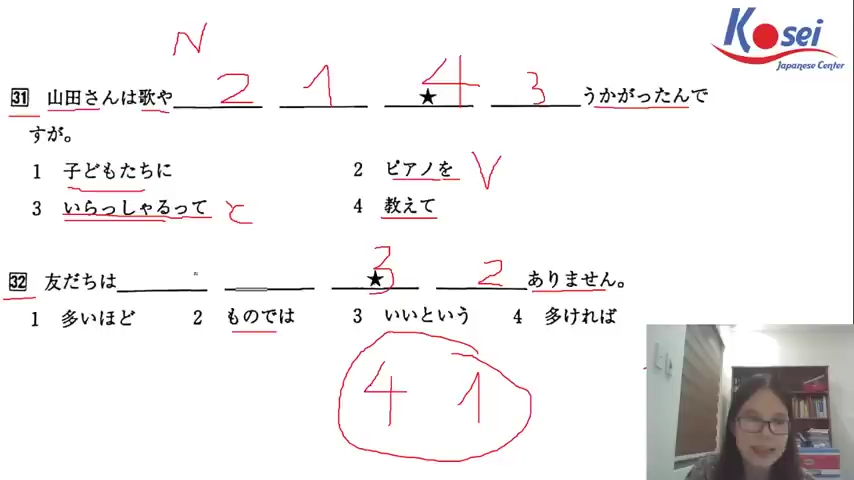 Kosei
Japanese Center
N
31 山田さんは歌や 2 1 4 ★ 3 うかがったんで
すが。
1 子どもたちに 2 ピアノを V
3 いらっしゃるって と 4 教えて
32 友だちは 3 ★ 2 ありません。
1 多いほど 2 ものでは 3 いいという 4 多ければ
4 1